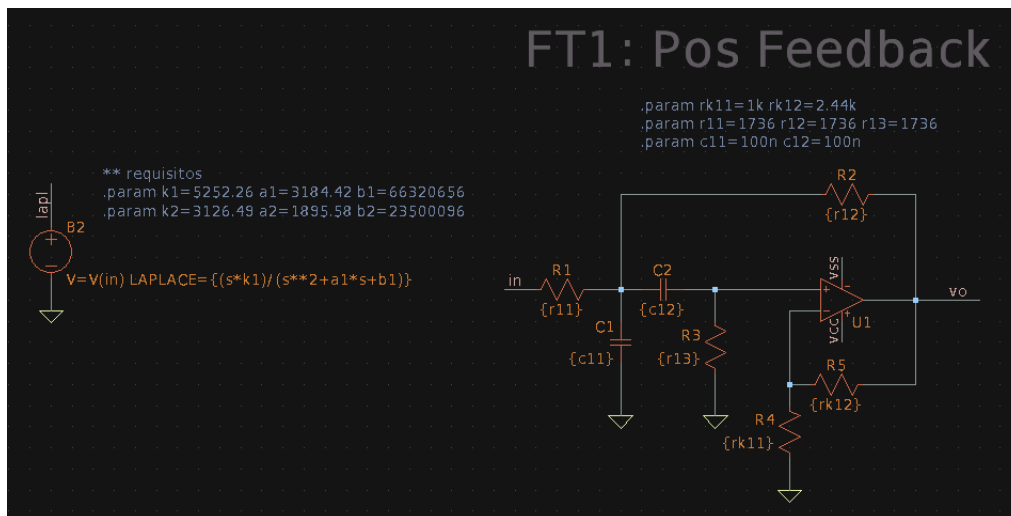 FT1: Pos Feedback
.param rk11=1k rk12=2.44k
.param r11=1736 r12=1736 r13=1736
.param c11=100n c12=100n
** requisitos
.param k1=5252.26 a1=3184.42 b1=66320656
.param k2=3126.49 a2=1895.58 b2=23500096
lapl
B2
V=V(in) LAPLACE={(s*k1)/(s**2+a1*s+b1)}
R2
{r12}
in
R1
{r11}
C2
{c12}
C1
{c11}
R3
{r13}
vss
vcc
U1
vo
R5
{rk12}
R4
{rk11}